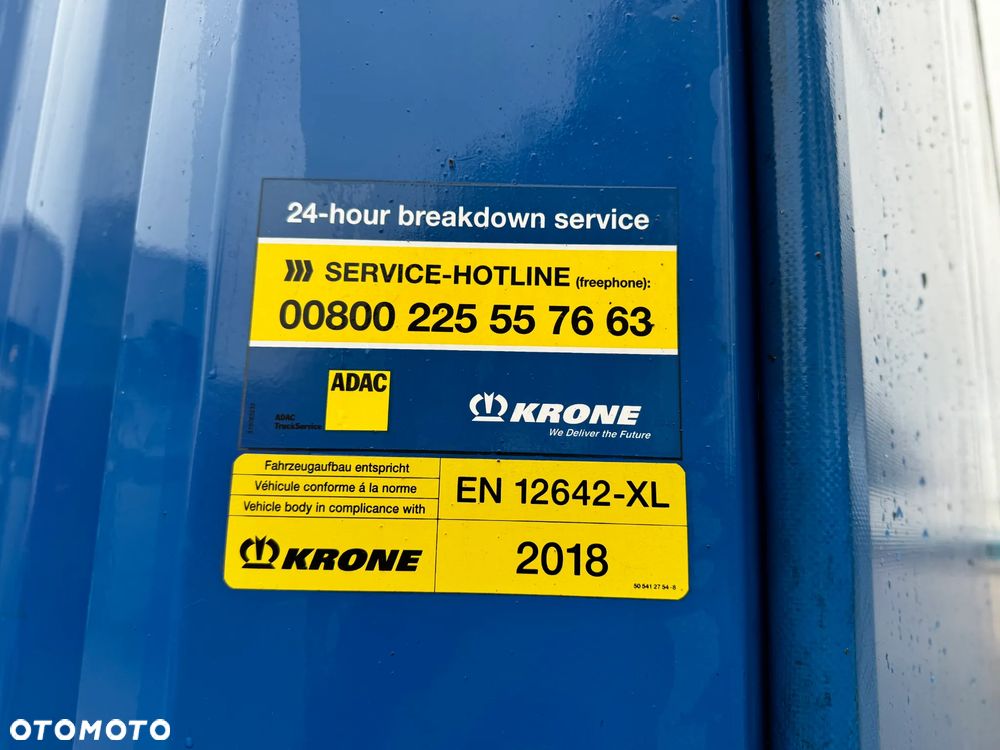 24-hour breakdown service
SERVICE-HOTLINE (freephone):
00800 225 55 76 63
ADAC
ADAC
TruckService
KRONE
We Deliver the Future
Fahrzeugaufbau entspricht
Véhicule conforme á la norme
Vehicle body in complicance with
EN 12642-XL
KRONE
2018
50 541 27 54 - 8
OTOMOTO